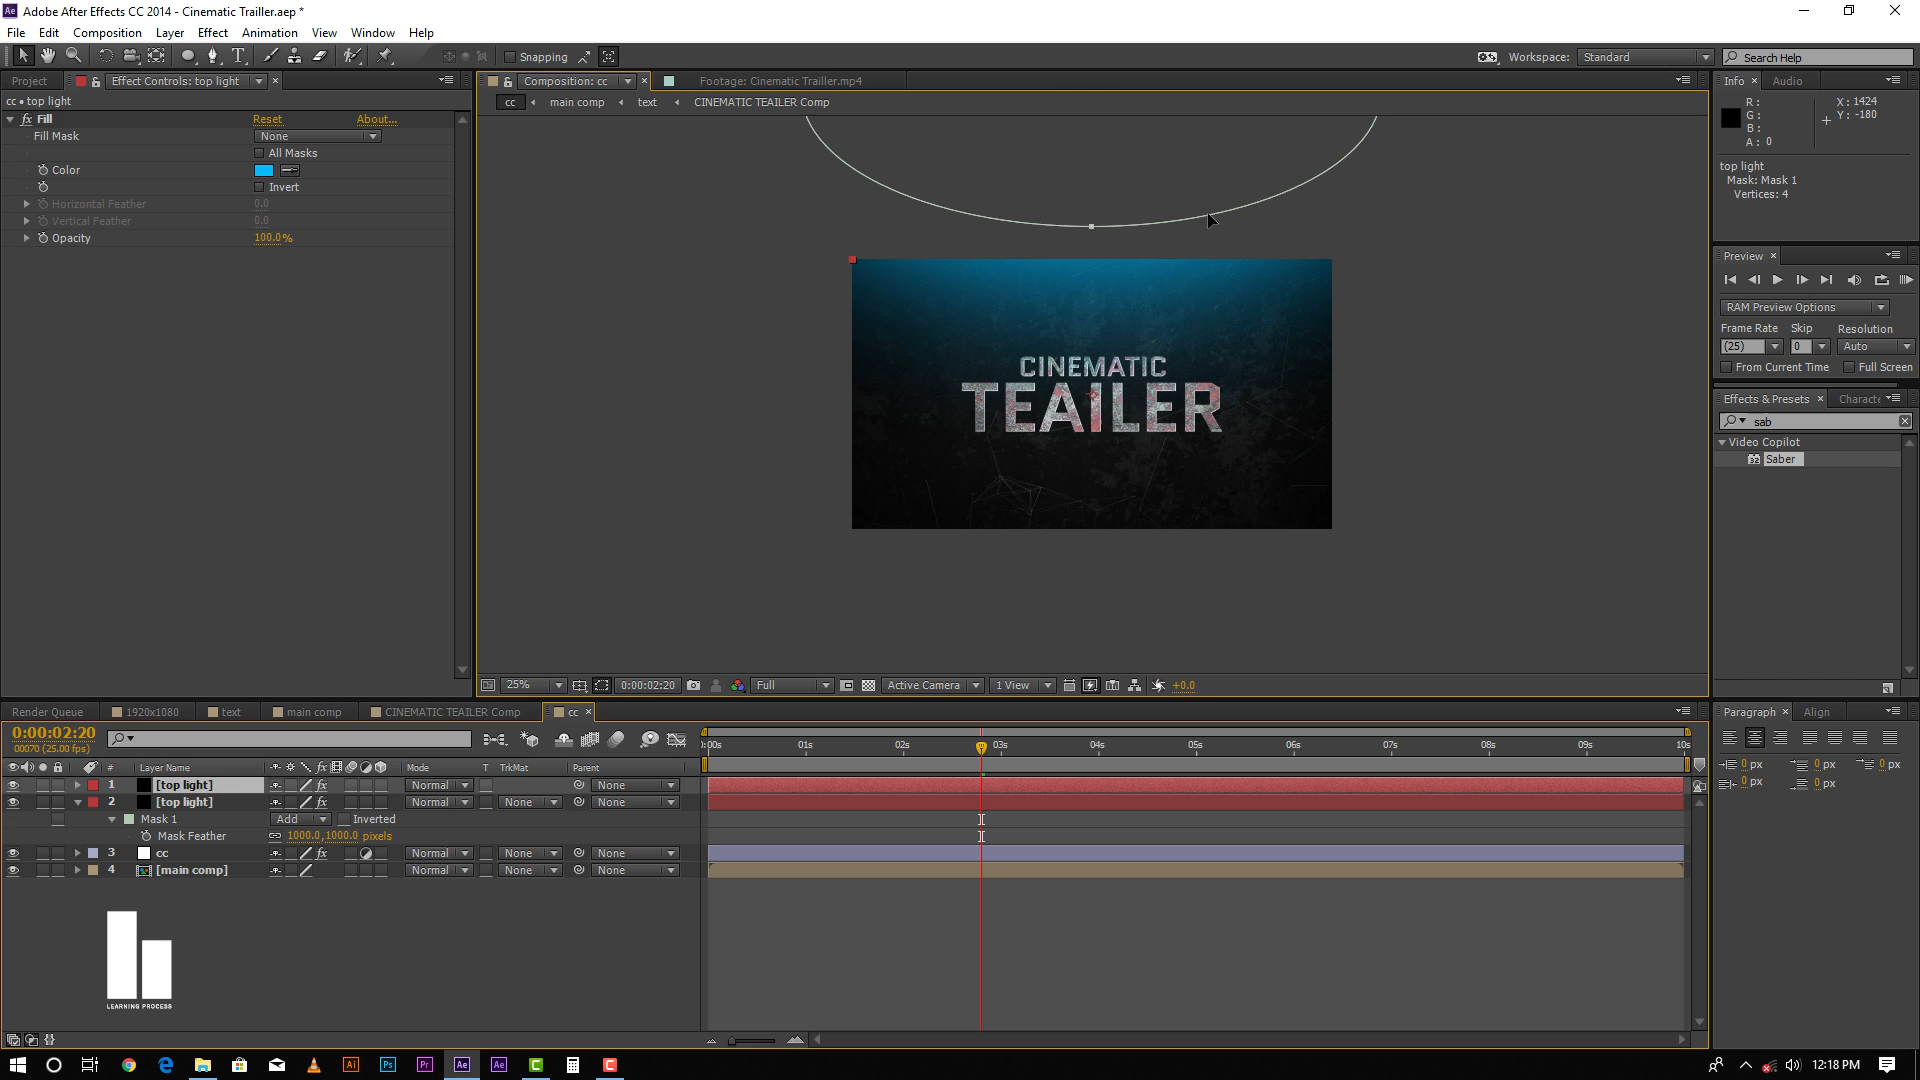 Adobe After Effects CC 2014 - Cinematic Trailler.aep *
File Edit Composition Layer Effect Animation View Window Help
Snapping
Workspace: Standard
Search Help
Project
Effect Controls: top light
Composition: cc
Footage: Cinematic Trailler.mp4
Info
Audio
cc • top light
cc
main comp
text
CINEMATIC TEAILER Comp
fx Fill
Reset
About...
Fill Mask
None
All Masks
Color
Invert
Horizontal Feather
0.0
Vertical Feather
0.0
Opacity
100.0%
R :
G :
B :
A : 0
X : 1424
Y : -180
top light
Mask: Mask 1
Vertices: 4
Preview
RAM Preview Options
Frame Rate
Skip
Resolution
(25)
0
Auto
From Current Time
Full Screen
Effects & Presets
Characte
sab
Video Copilot
32
Saber
CINEMATIC
TEAILER
25%
0:00:02:20
Full
Active Camera
1 View
+0.0
Render Queue
1920x1080
text
main comp
CINEMATIC TEAILER Comp
cc
Paragraph
Align
0:00:02:20
00070 (25.00 fps)
0 px
0 px
0 px
0 px
0 px
:00s
01s
02s
03s
04s
05s
06s
07s
08s
09s
10s
#
Layer Name
fx
Mode
T
TrkMat
Parent
1
[top light]
fx
Normal
None
2
[top light]
fx
Normal
None
None
Mask 1
Add
Inverted
Mask Feather
1000.0,1000.0 pixels
3
cc
fx
Normal
None
None
4
[main comp]
Normal
None
None
LEARNING PROCESS
Ai
Ps
Pr
Ae
Ae
C
C
12:18 PM